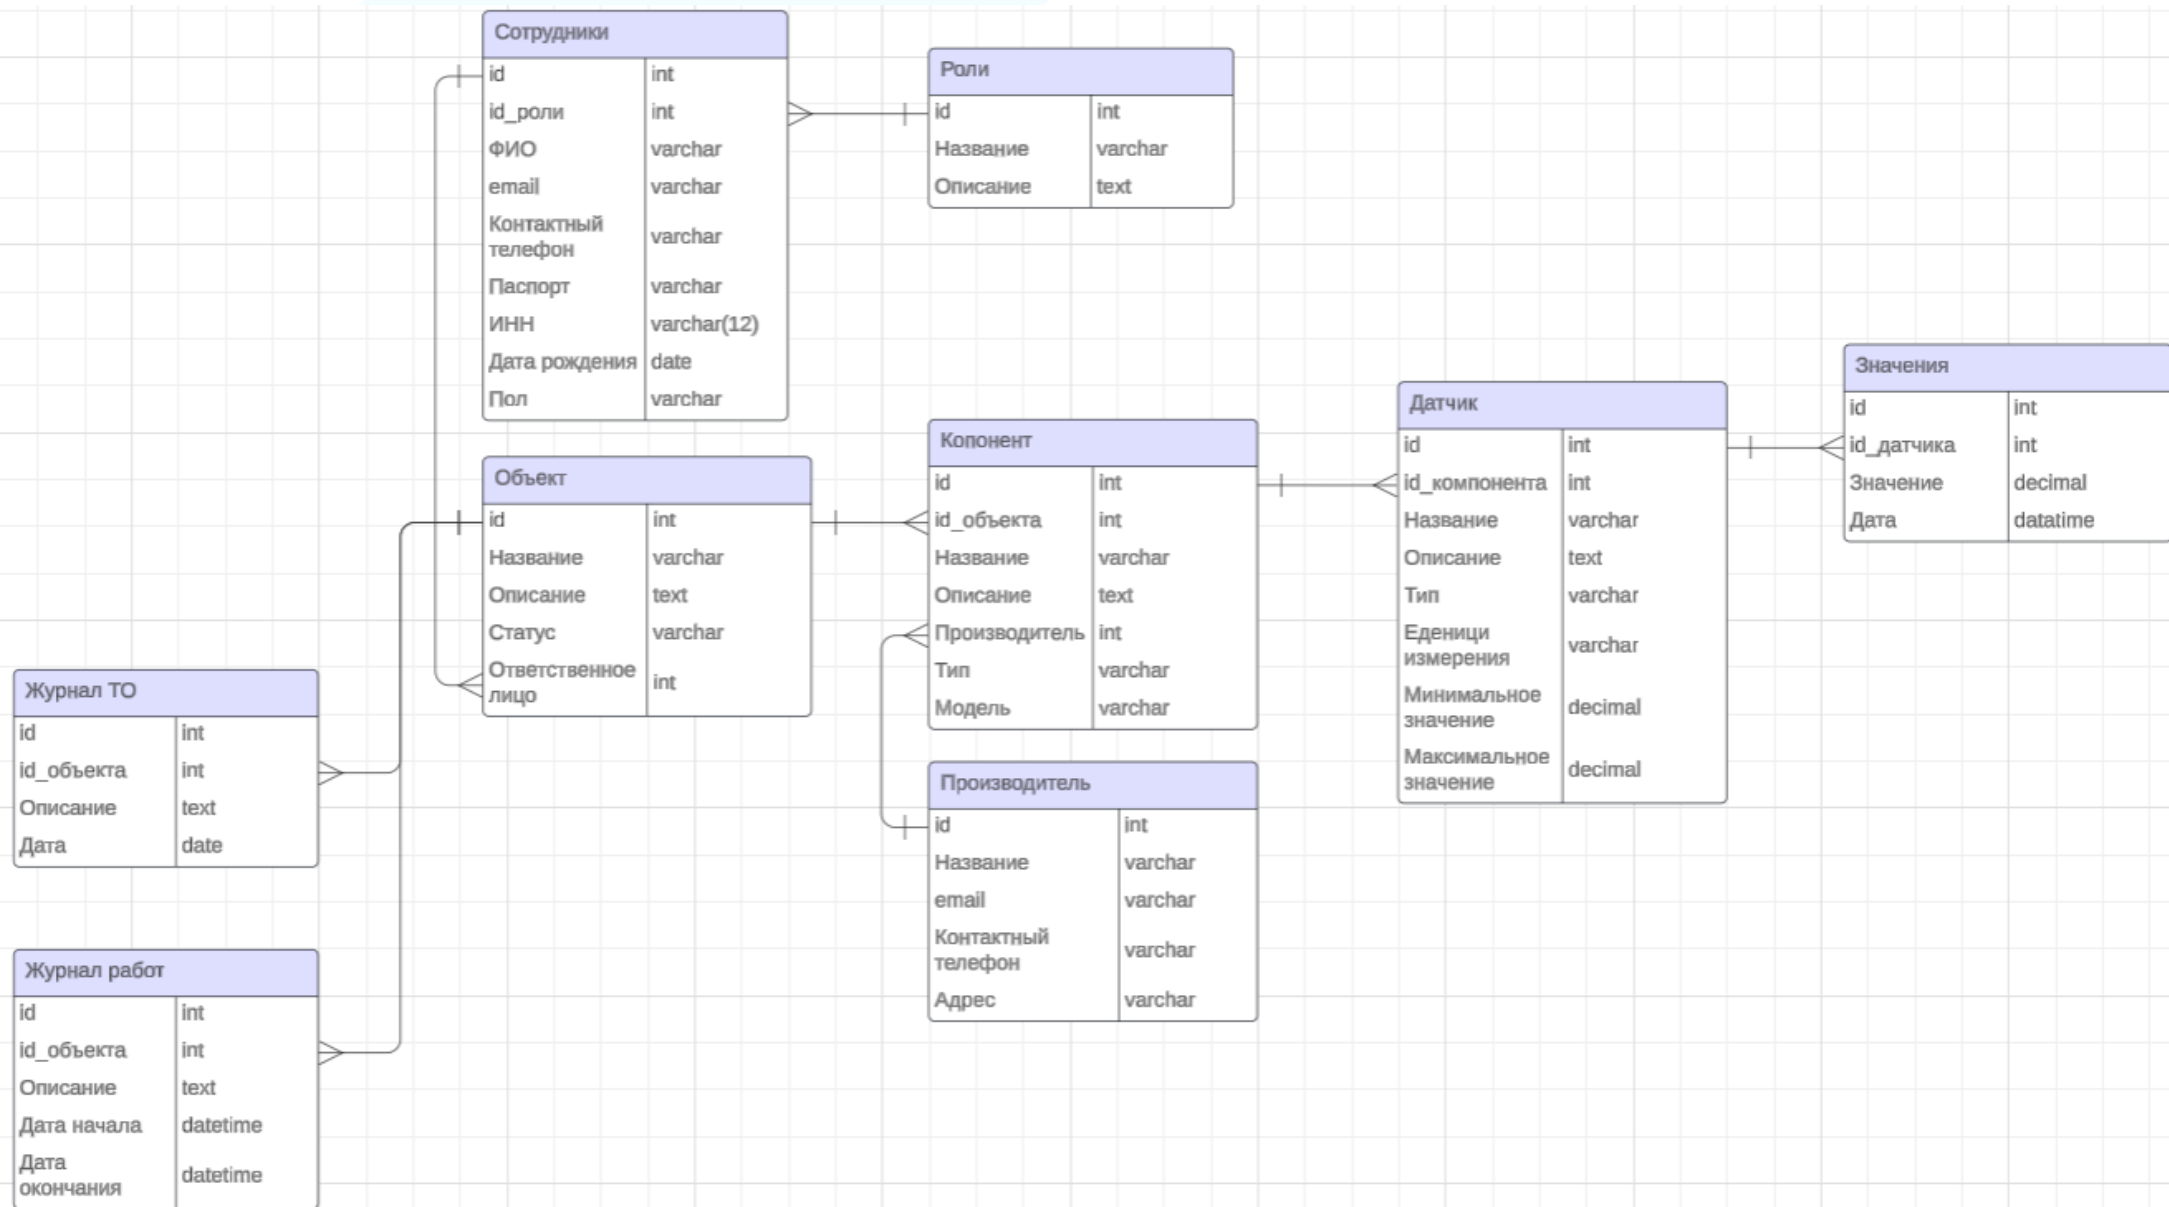 Сотрудники
id int
id_роли int
ФИО varchar
email varchar
Контактный
телефон varchar
Паспорт varchar
ИНН varchar(12)
Дата рождения date
Пол varchar
Роли
id int
Название varchar
Описание text
Объект
id int
Название varchar
Описание text
Статус varchar
Ответственное
лицо int
Копонент
id int
id_объекта int
Название varchar
Описание text
Производитель int
Тип varchar
Модель varchar
Датчик
id int
id_компонента int
Название varchar
Описание text
Тип varchar
Еденици
измерения varchar
Минимальное
значение decimal
Максимальное
значение decimal
Значения
id int
id_датчика int
Значение decimal
Дата datatime
Журнал ТО
id int
id_объекта int
Описание text
Дата date
Производитель
id int
Название varchar
email varchar
Контактный
телефон varchar
Адрес varchar
Журнал работ
id int
id_объекта int
Описание text
Дата начала datetime
Дата
окончания datetime